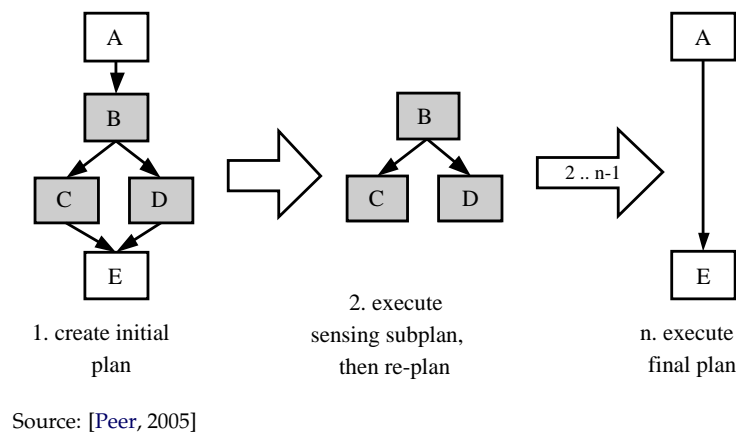 A
B
C
D
E
1. create initial
plan
B
C
D
2. execute
sensing subplan,
then re-plan
2 .. n-1
A
E
n. execute
final plan
Source: [Peer, 2005]